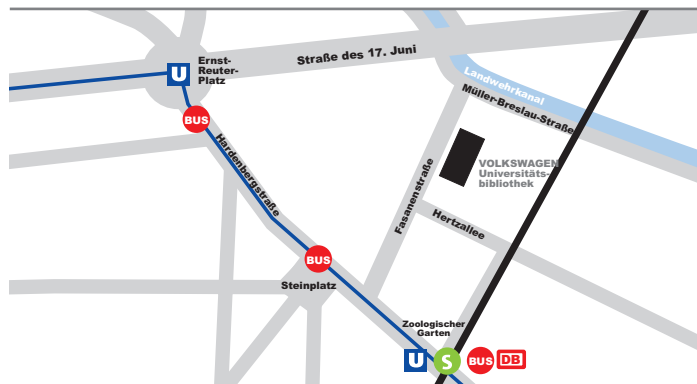 Straße des 17. Juni
Ernst-
Reuter-
Platz
U
BUS
Landwehrkanal
Müller-Breslau-Straße
Hardenbergstraße
Fasanenstraße
VOLKSWAGEN
Universitäts-
bibliothek
Hertzallee
BUS
Steinplatz
Zoologischer
Garten
U
S
BUS
DB